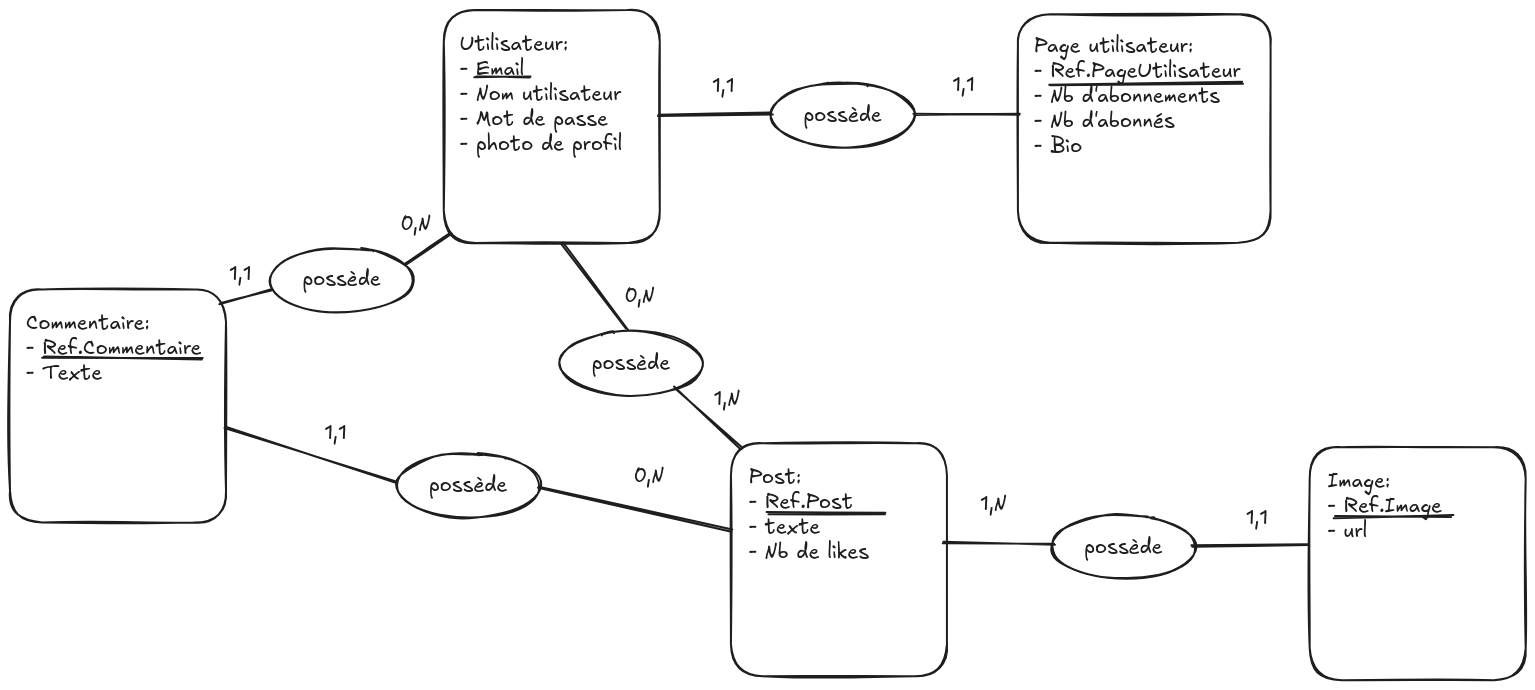 Utilisateur:
- Email
- Nom utilisateur
- Mot de passe
- photo de profil
1,1
possède
1,1
Page utilisateur:
- Ref.PageUtilisateur
- Nb d'abonnements
- Nb d'abonnés
- Bio
0,N
possède
1,1
Commentaire:
- Ref.Commentaire
- Texte
0,N
possède
1,N
1,1
possède
0,N
Post:
- Ref.Post
- texte
- Nb de likes
1,N
possède
1,1
Image:
- Ref.Image
- url